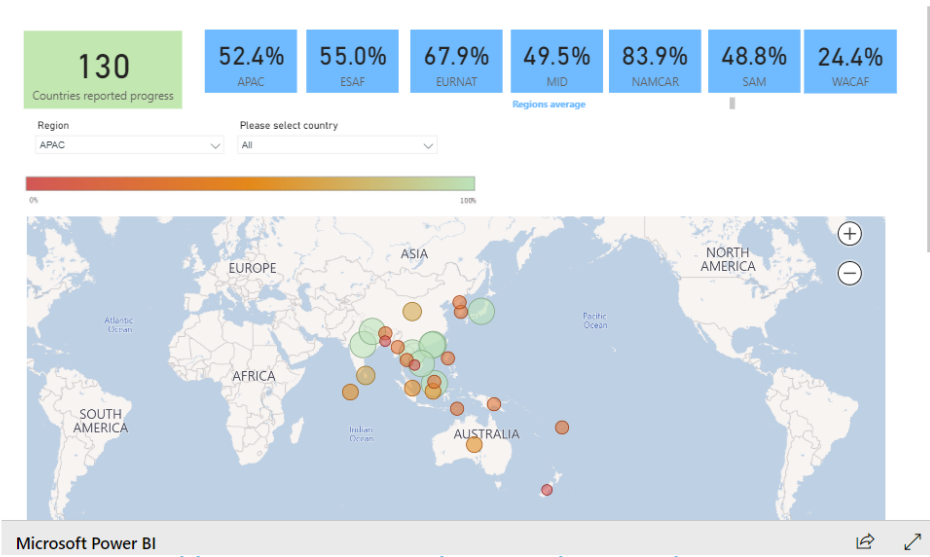 130
Countries reported progress
52.4%
APAC
55.0%
ESAF
67.9%
EURNAT
49.5%
MID
83.9%
NAMCAR
48.8%
SAM
24.4%
WACAF
Regions average
Region
Please select country
APAC
All
0%
100%
ASIA
EUROPE
NORTH
AMERICA
Atlantic
Ocean
Pacific
Ocean
AFRICA
SOUTH
AMERICA
Indian
Ocean
AUSTRALIA
Microsoft Power BI